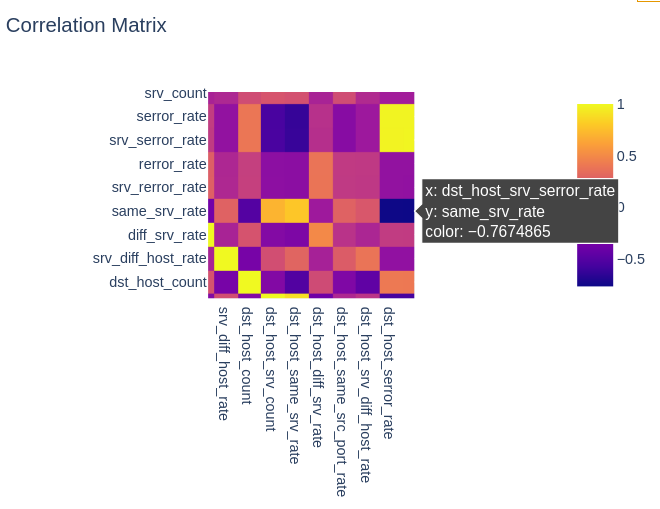 Correlation Matrix
srv_count
serror_rate
srv_serror_rate
rerror_rate
srv_rerror_rate
same_srv_rate
diff_srv_rate
srv_diff_host_rate
dst_host_count
srv_diff_host_rate
dst_host_count
dst_host_srv_count
dst_host_same_srv_rate
dst_host_diff_srv_rate
dst_host_same_src_port_rate
dst_host_srv_diff_host_rate
dst_host_serror_rate
x: dst_host_srv_serror_rate
y: same_srv_rate
color: −0.7674865
1
0.5
0
−0.5